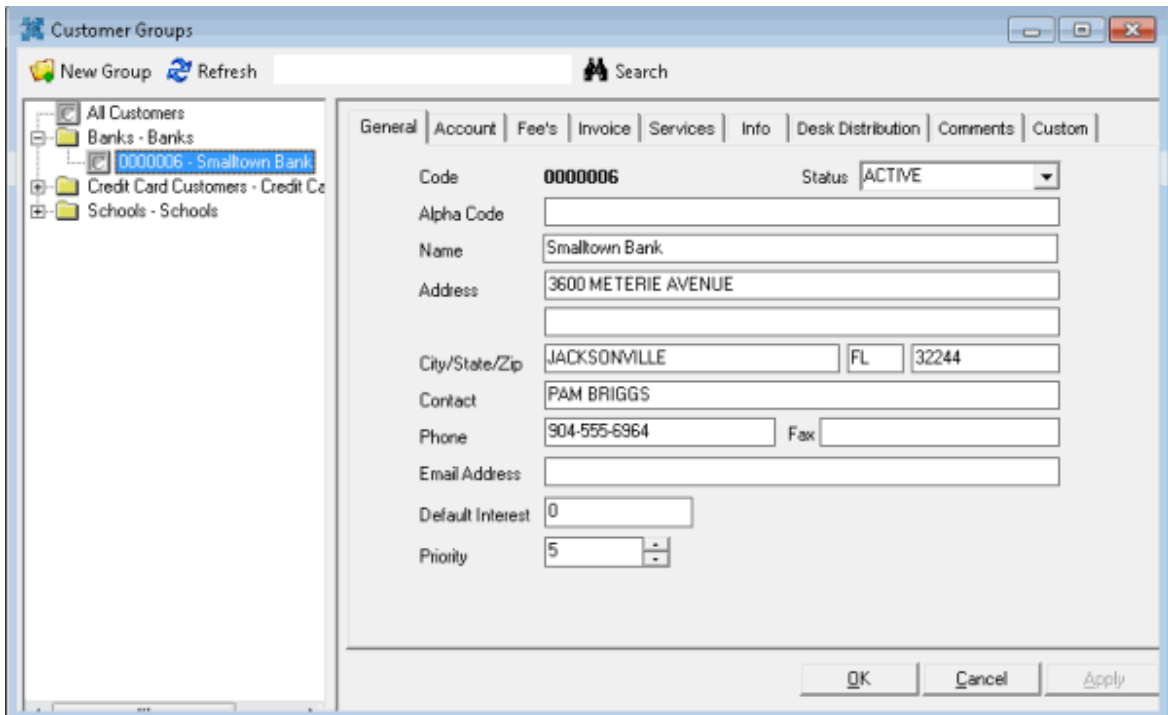 Customer Groups
New Group Refresh Search
All Customers
Banks - Banks
0000006 - Smalltown Bank
Credit Card Customers - Credit Ca
Schools - Schools
General Account Fee's Invoice Services Info Desk Distribution Comments Custom
Code 0000006 Status ACTIVE
Alpha Code
Name Smalltown Bank
Address 3600 METERIE AVENUE
City/State/Zip JACKSONVILLE FL 32244
Contact PAM BRIGGS
Phone 904-555-6964 Fax
Email Address
Default Interest 0
Priority 5
OK Cancel Apply